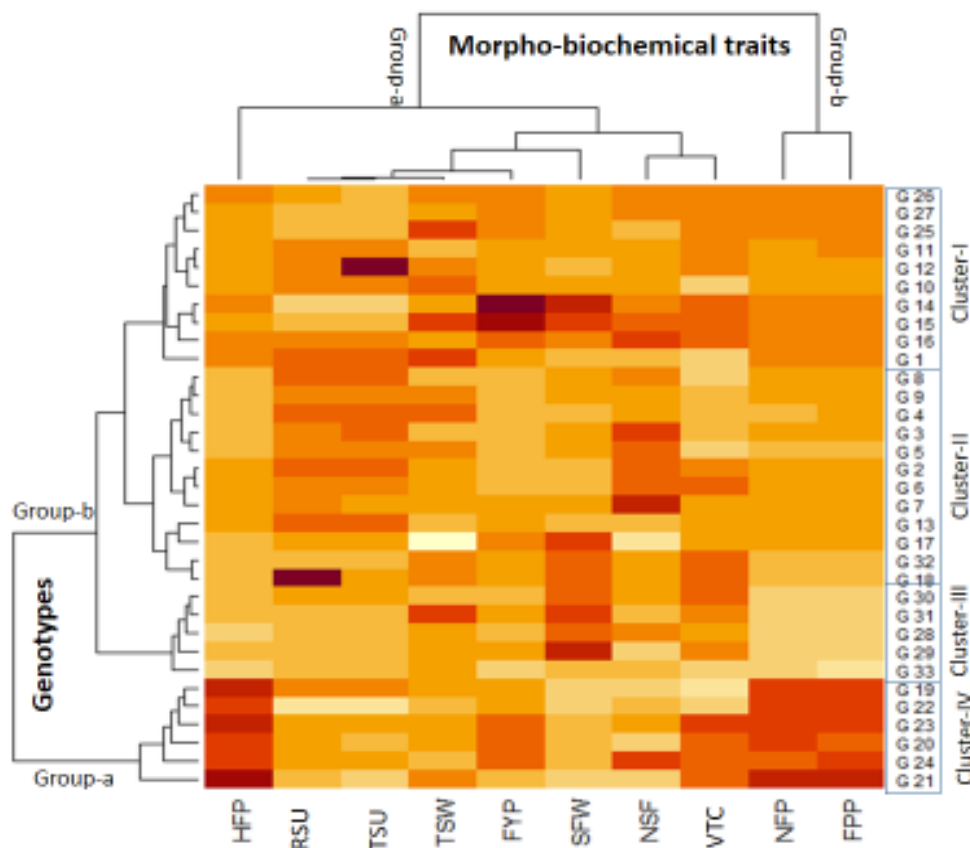 Morpho-biochemical traits
Group-a
Group-b
G 26
G 27
G 25
G 11
G 12
G 10
G 14
G 15
G 16
G 1
G 8
G 9
G 4
G 3
G 5
G 2
G 6
G 7
G 13
G 17
G 32
G 18
G 30
G 31
G 28
G 29
G 33
G 19
G 22
G 23
G 20
G 24
G 21
Cluster-I
Cluster-II
Cluster-III
Cluster-IV
Group-b
Genotypes
Group-a
HFP
RSU
TSU
TSW
FYP
SFW
NSF
VTC
NFP
FPP